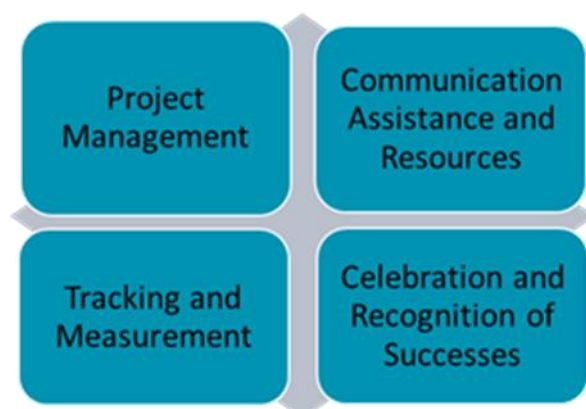 Project
Management
Communication
Assistance and
Resources
Tracking and
Measurement
Celebration and
Recognition of
Successes